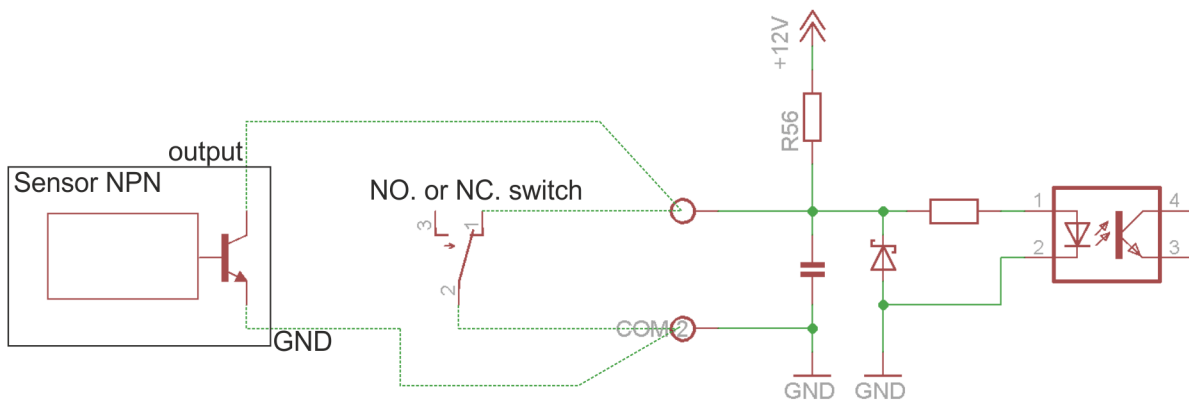 +12V
R56
output
Sensor NPN
NO. or NC. switch
3
1
2
1
4
2
3
COM 2
GND
GND
GND